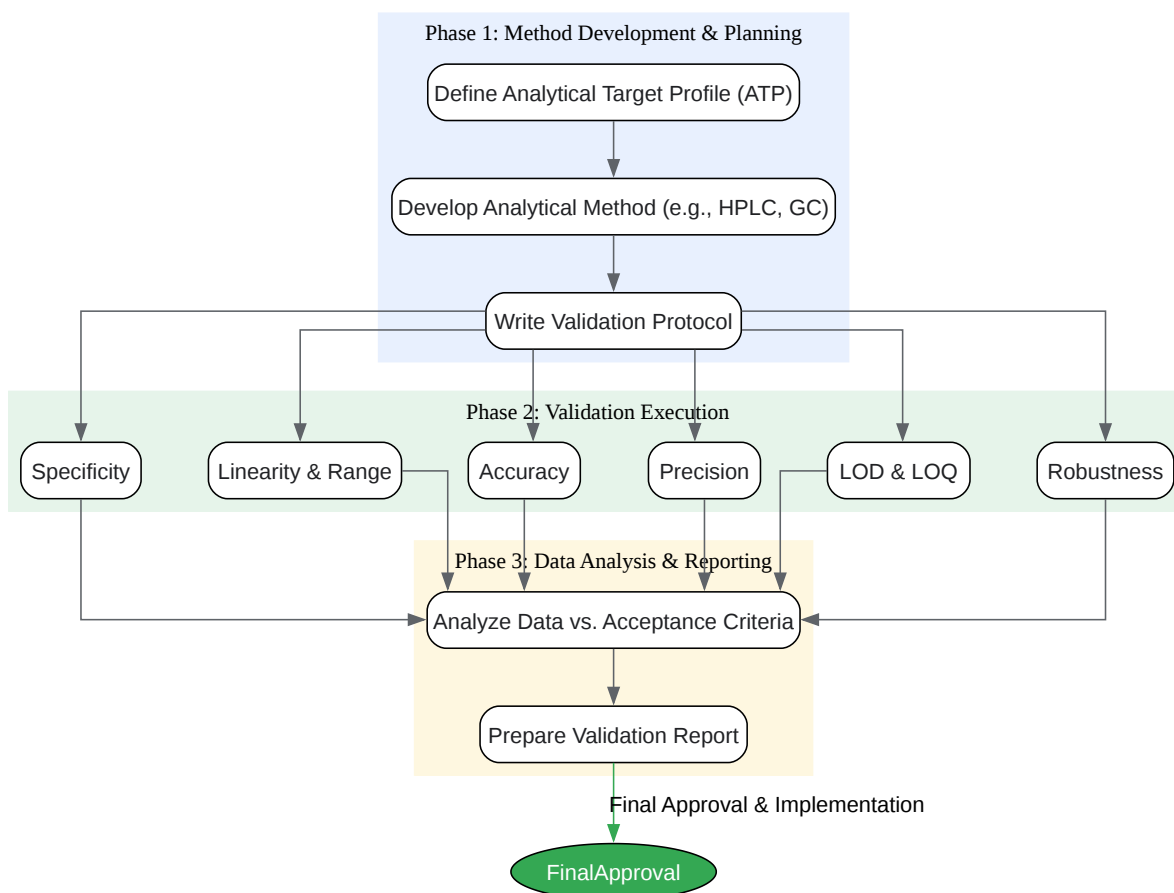 Phase 1: Method Development & Planning
Define Analytical Target Profile (ATP)
Develop Analytical Method (e.g., HPLC, GC)
Write Validation Protocol
Phase 2: Validation Execution
Specificity
Linearity & Range
Accuracy
Precision
LOD & LOQ
Robustness
Phase 3: Data Analysis & Reporting
Analyze Data vs. Acceptance Criteria
Prepare Validation Report
Final Approval & Implementation
FinalApproval